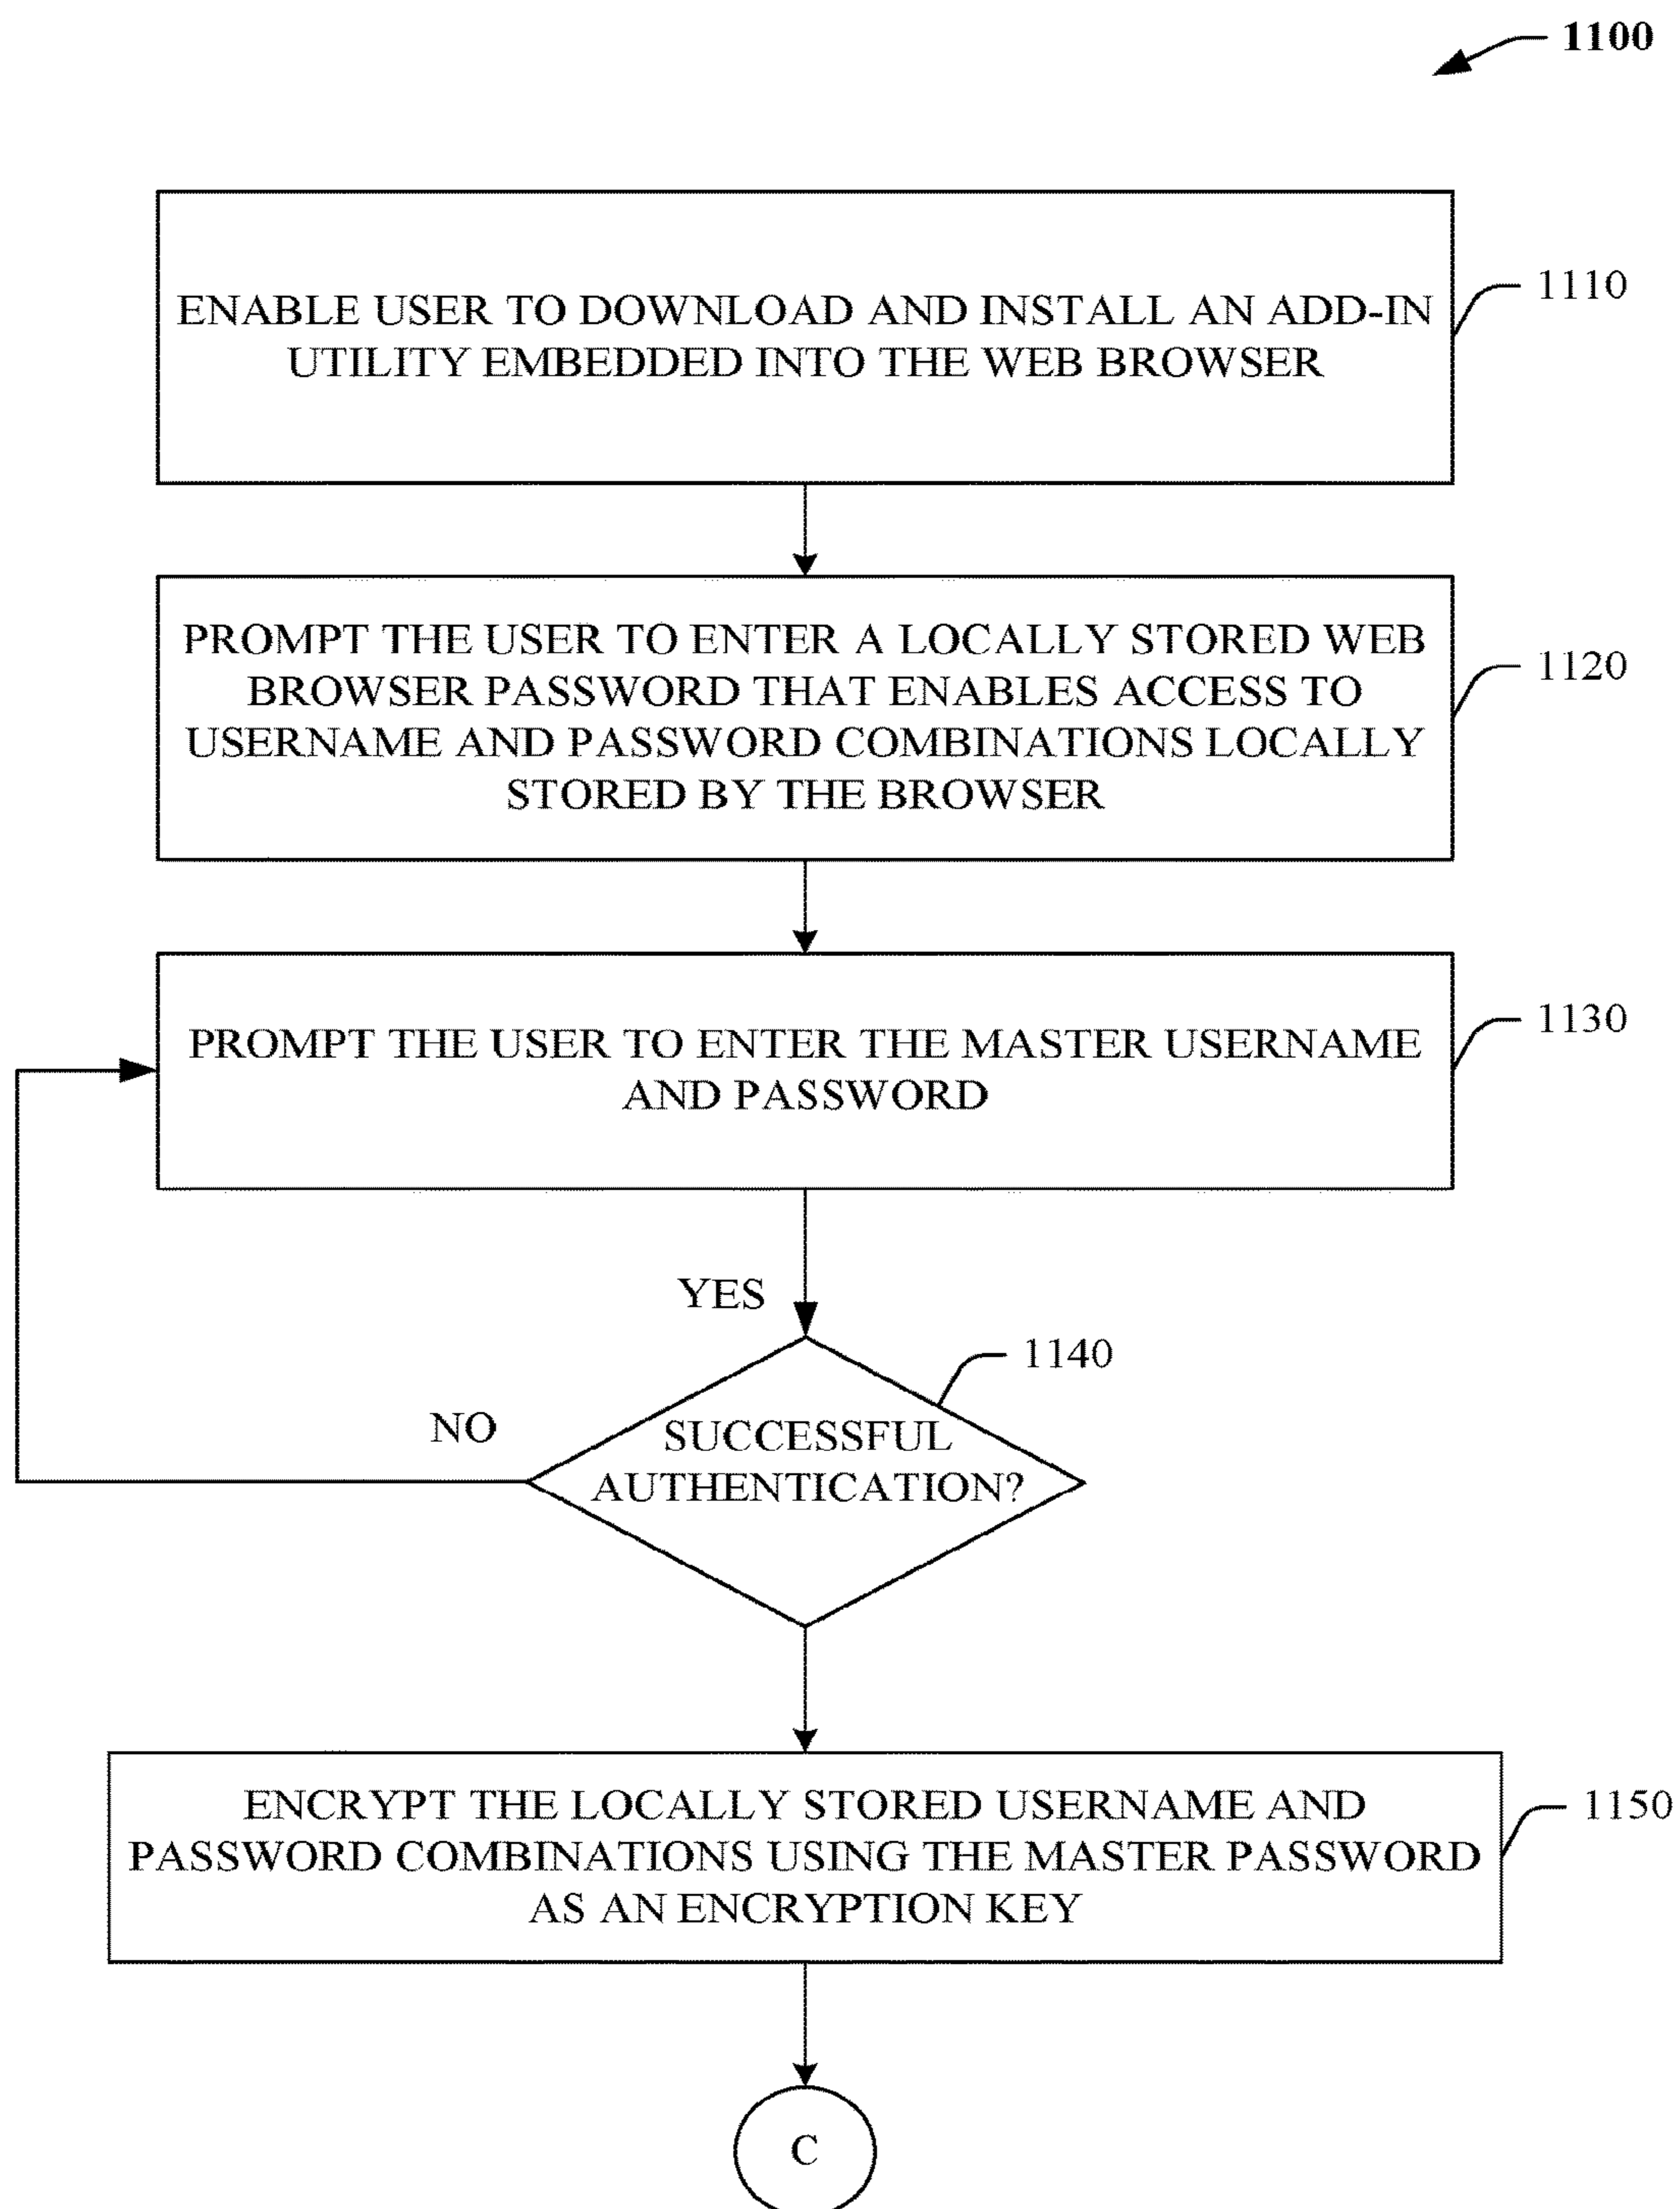 1100
ENABLE USER TO DOWNLOAD AND INSTALL AN ADD-IN
UTILITY EMBEDDED INTO THE WEB BROWSER
1110
PROMPT THE USER TO ENTER A LOCALLY STORED WEB
BROWSER PASSWORD THAT ENABLES ACCESS TO
USERNAME AND PASSWORD COMBINATIONS LOCALLY
STORED BY THE BROWSER
1120
PROMPT THE USER TO ENTER THE MASTER USERNAME
AND PASSWORD
1130
YES
1140
NO
SUCCESSFUL
AUTHENTICATION?
ENCRYPT THE LOCALLY STORED USERNAME AND
PASSWORD COMBINATIONS USING THE MASTER PASSWORD
AS AN ENCRYPTION KEY
1150
C